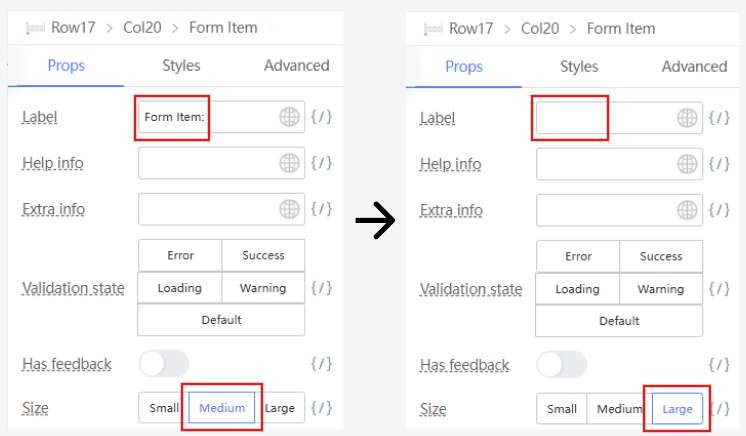 Row17 > Col20 > Form Item
Props Styles Advanced
Label Form Item: {/}
Help info {/}
Extra info {/}
Validation state Error Success Loading Warning Default {/}
Has feedback {/}
Size Small Medium Large {/}
Row17 > Col20 > Form Item
Props Styles Advanced
Label {/}
Help info {/}
Extra info {/}
Validation state Error Success Loading Warning Default {/}
Has feedback {/}
Size Small Medium Large {/}